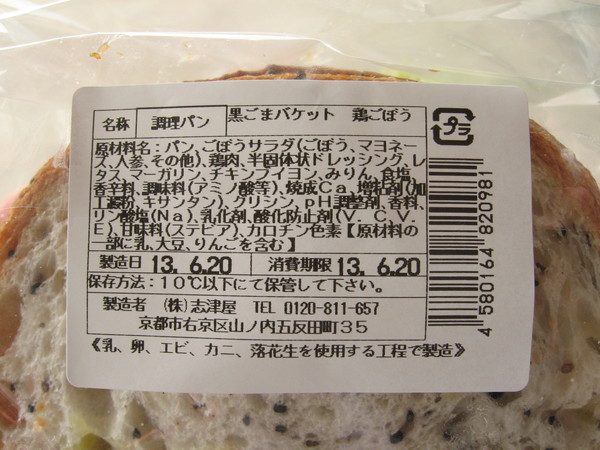 名称 調理パン 黒ごまバケット 鶏ごぼう
プラ
原材料名：パン、ごぼうサラダ(ごぼう、マヨネー
ズ、人参、その他)、鶏肉、半固体状ドレッシング、レ
タス、マーガリン、チキンブイヨン、みりん、食塩、
香辛料、調味料(アミノ酸等)、焼成Ca、増粘剤(加
工澱粉、キサンタン)、グリシン、pH調整剤、香料、
リン酸塩(Na)、乳化剤、酸化防止剤(V．C、V．
E)、甘味料(ステビア)、カロチン色素【原材料の
一部に乳、大豆、りんごを含む】
製造日 13. 6.20 消費期限 13. 6.20
保存方法：10℃以下にて保管して下さい。
製造者 (株)志津屋 TEL 0120-811-657
京都市右京区山ノ内五反田町35
《乳、卵、エビ、カニ、落花生を使用する工程で製造》
4 580164 820981